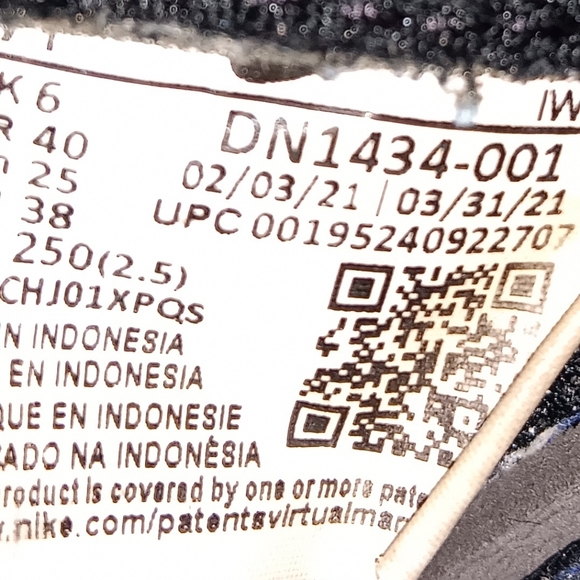 K 6
R 40
25
38
250(2.5)
CHJ01XPQS
IW
DN1434-001
02/03/21 | 03/31/21
UPC 00195240922707
IN INDONESIA
EN INDONESIA
QUE EN INDONESIE
ADO NA INDONÉSIA
roduct is covered by one or more pate
.nike.com/patentsvirtualmar